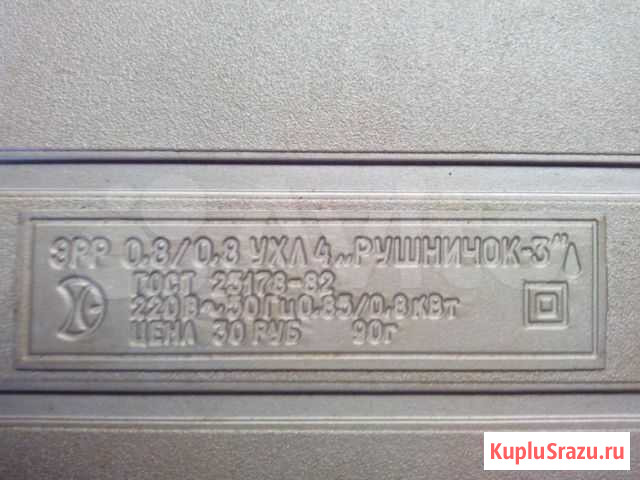 ЭРР 0,8/0,8 УХЛ 4 „РУШНИЧОК-3"
ГОСТ 23178-82
220В~50Гц 0,85/0,8 кВт
ЦЕНА 30 РУБ 90г
KupluSrazu.ru